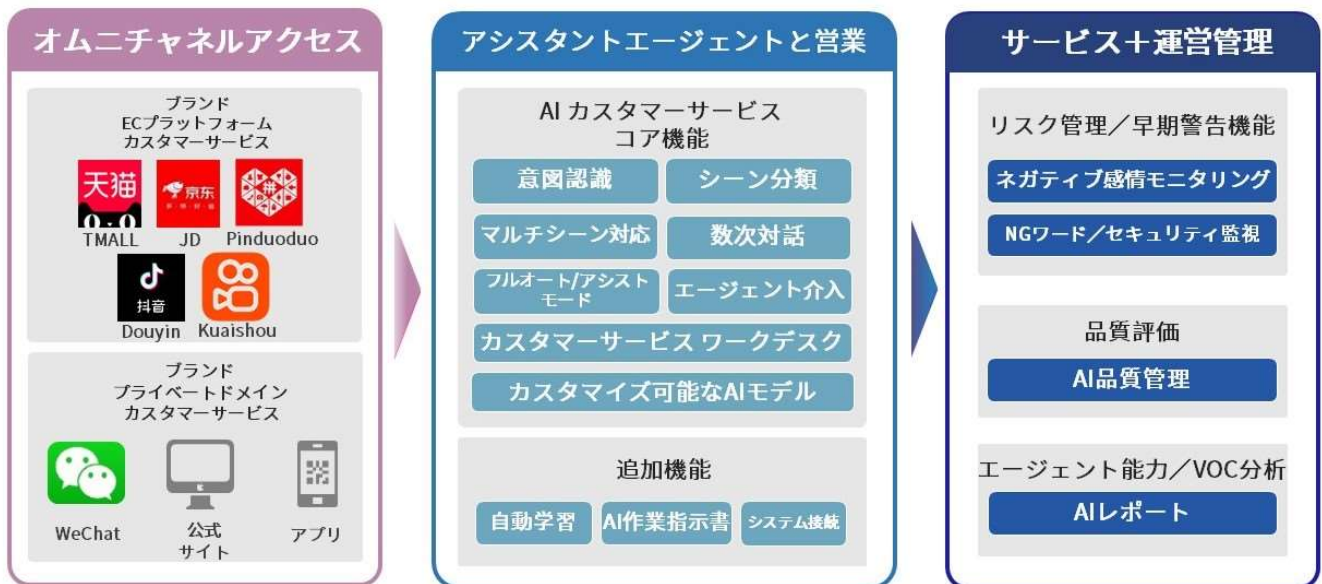 オムニチャネルアクセス
ブランド
ECプラットフォーム
カスタマーサービス
天猫
TMALL
京东
多·快·好·省
JD
拼
Pinduoduo
抖音
Douyin
Kuaishou
ブランド
プライベートドメイン
カスタマーサービス
WeChat
公式
サイト
アプリ
アシスタントエージェントと営業
AI カスタマーサービス
コア機能
意図認識
シーン分類
マルチシーン対応
数次対話
フルオート/アシスト
モード
エージェント介入
カスタマーサービス ワークデスク
カスタマイズ可能なAIモデル
追加機能
自動学習
AI作業指示書
システム接続
サービス＋運営管理
リスク管理／早期警告機能
ネガティブ感情モニタリング
NGワード／セキュリティ監視
品質評価
AI品質管理
エージェント能力／VOC分析
AIレポート